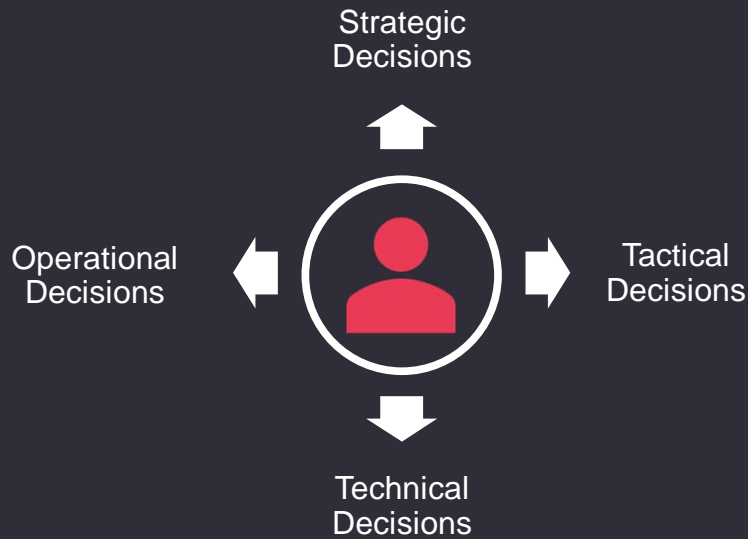 Strategic
Decisions
Operational
Decisions
Tactical
Decisions
Technical
Decisions